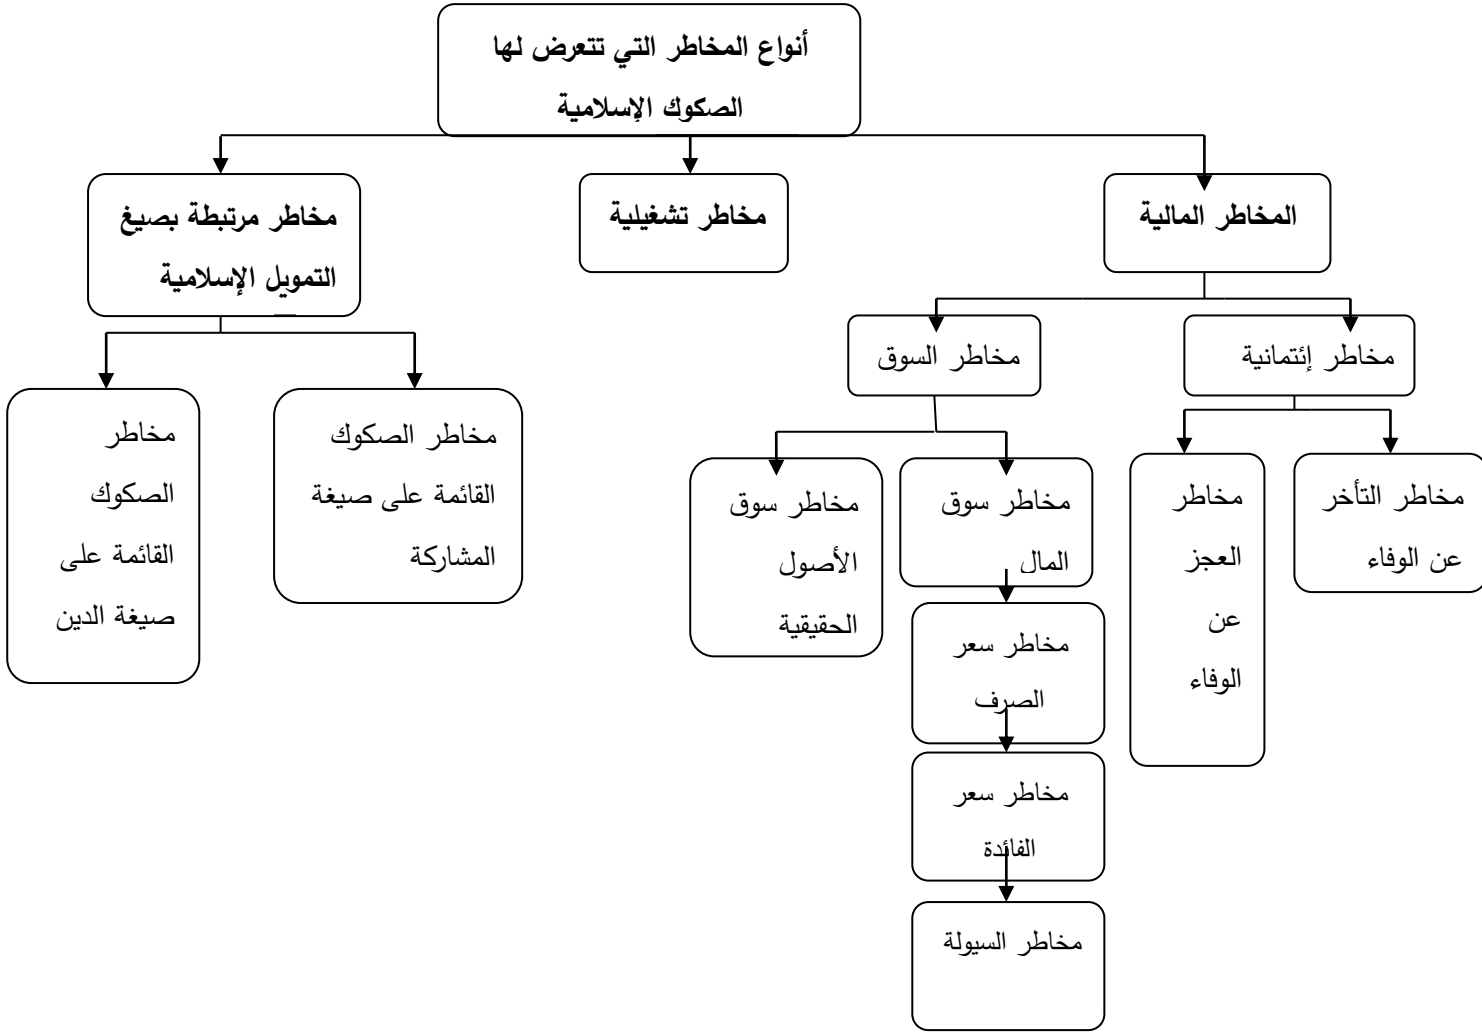 أنواع المخاطر التي تتعرض لها
الصكوك الإسلامية
المخاطر المالية
مخاطر تشغيلية
مخاطر مرتبطة بصيغ
التمويل الإسلامية
مخاطر إئتمانية
مخاطر السوق
مخاطر التأخر
عن الوفاء
مخاطر
العجز
عن
الوفاء
مخاطر سوق
المال
مخاطر سوق
الأصول
الحقيقية
مخاطر سعر
الصرف
مخاطر سعر
الفائدة
مخاطر السيولة
مخاطر الصكوك
القائمة على صيغة
المشاركة
مخاطر
الصكوك
القائمة على
صيغة الدين